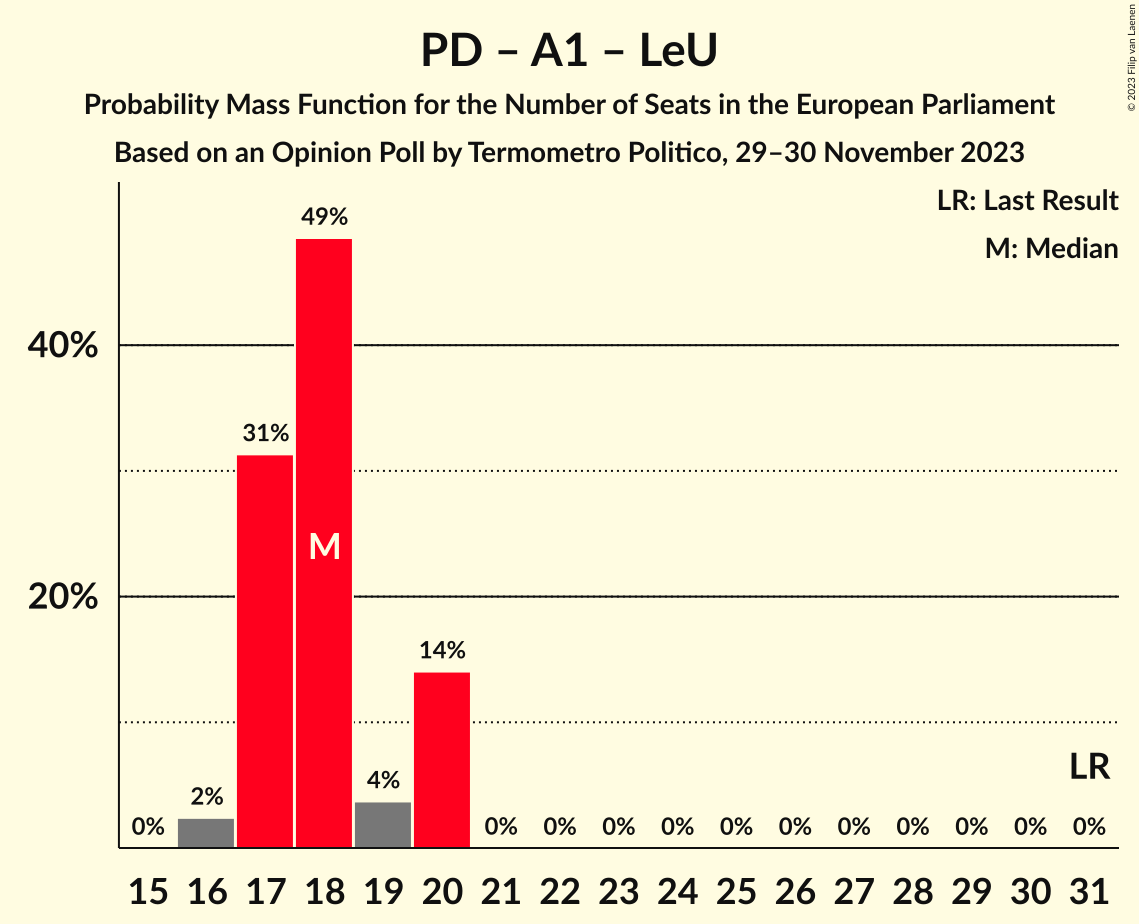 PD – A1 – LeU
Probability Mass Function for the Number of Seats in the European Parliament
Based on an Opinion Poll by Termometro Politico, 29–30 November 2023
© 2023 Filip van Laenen
LR: Last Result
M: Median
49%
40%
31%
M
20%
14%
LR
4%
2%
0% 0% 0% 0% 0% 0% 0% 0% 0% 0% 0% 0%
15 16 17 18 19 20 21 22 23 24 25 26 27 28 29 30 31